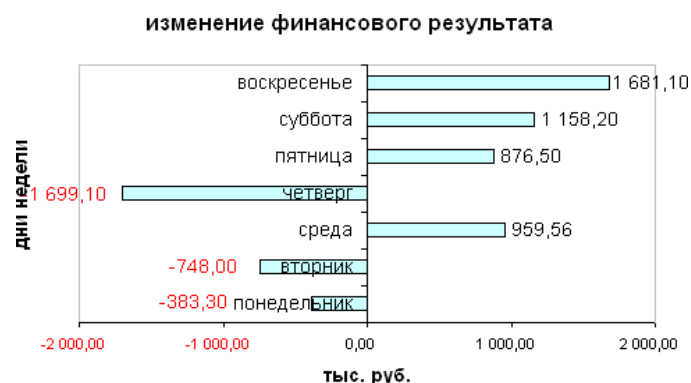 изменение финансового результата
воскресенье 1 681,10
суббота 1 158,20
пятница 876,50
1 699,10 четверг
среда 959,56
-748,00 вторник
-383,30 понедельник
дни недели
-2 000,00 -1 000,00 0,00 1 000,00 2 000,00
тыс. руб.